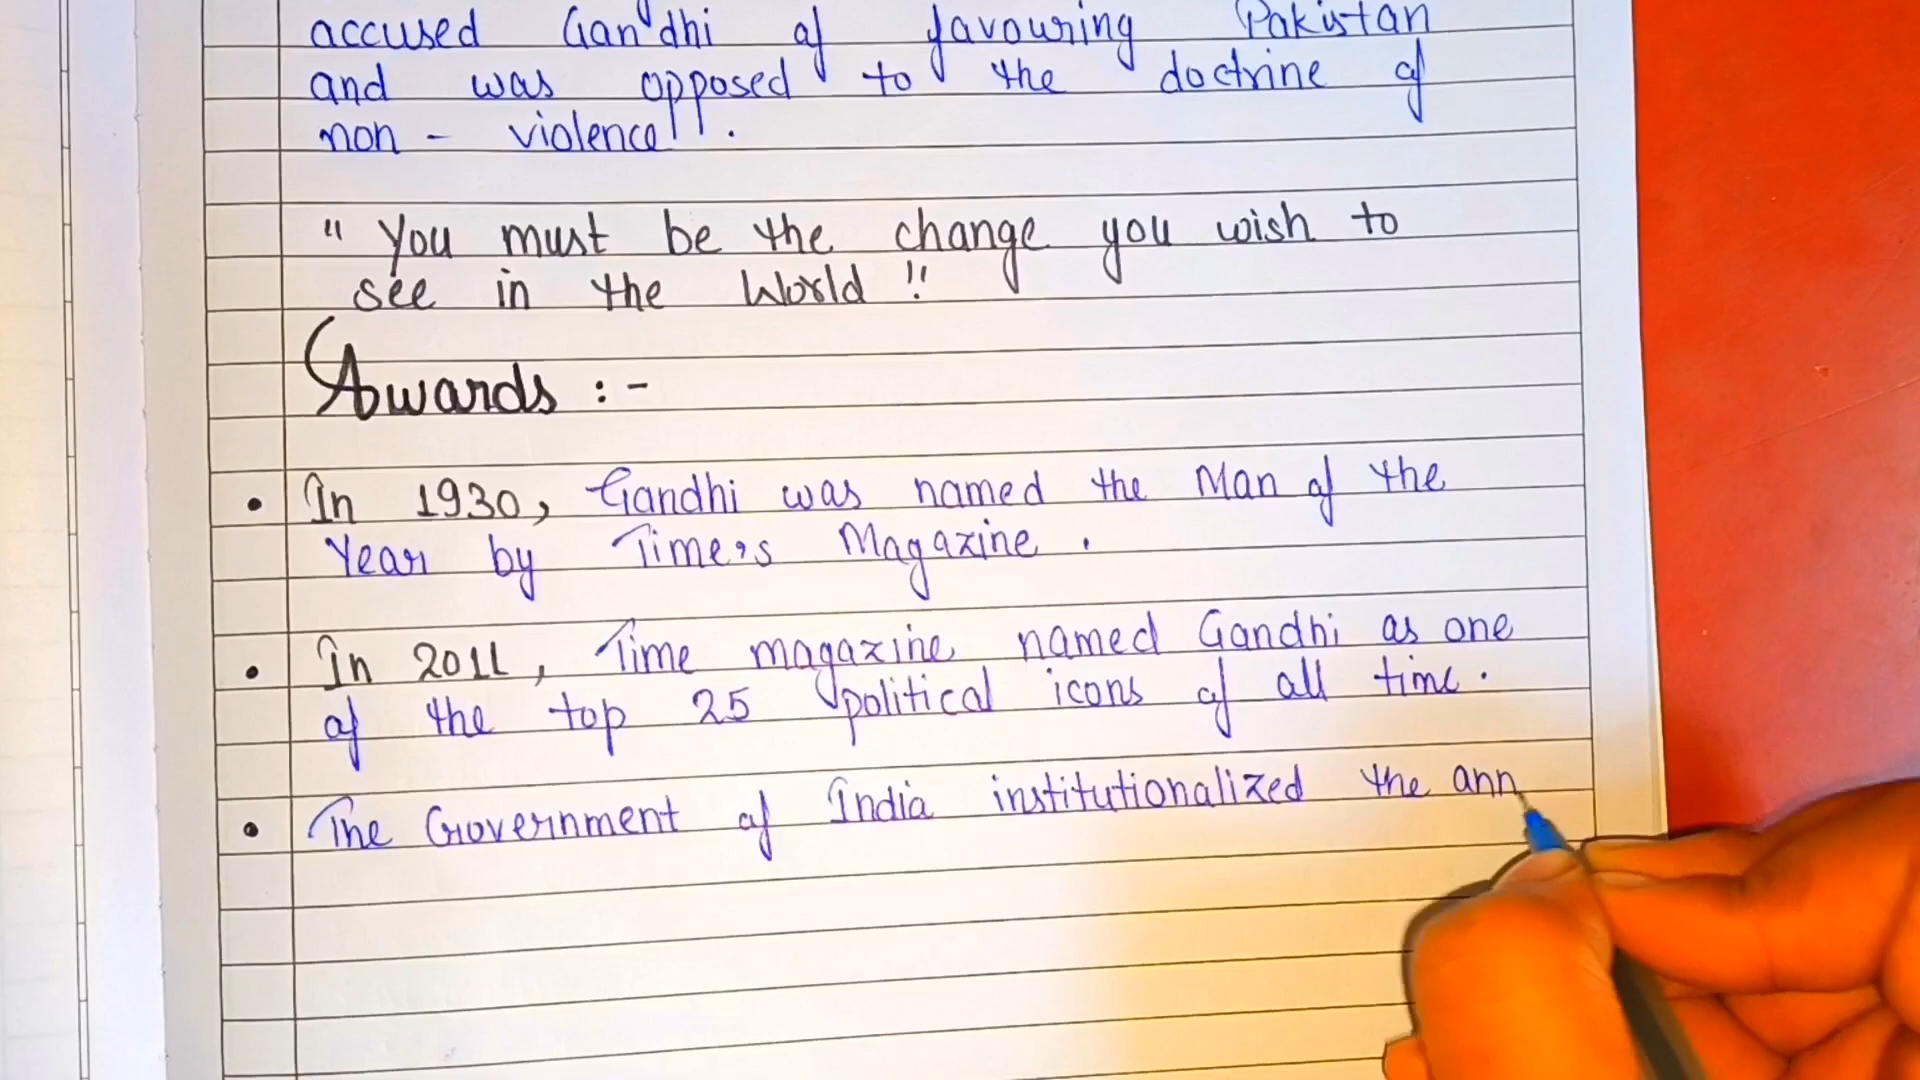 accused Gandhi of favouring Pakistan
and was opposed to the doctrine of
non - violence".
"You must be the change you wish to
see in the World"
Awards :-
• In 1930, Gandhi was named the Man of the
Year by Times Magazine.
• In 2011, Time magazine named Gandhi as one
of the top 25 political icons of all time.
• The Government of India institutionalized the ann